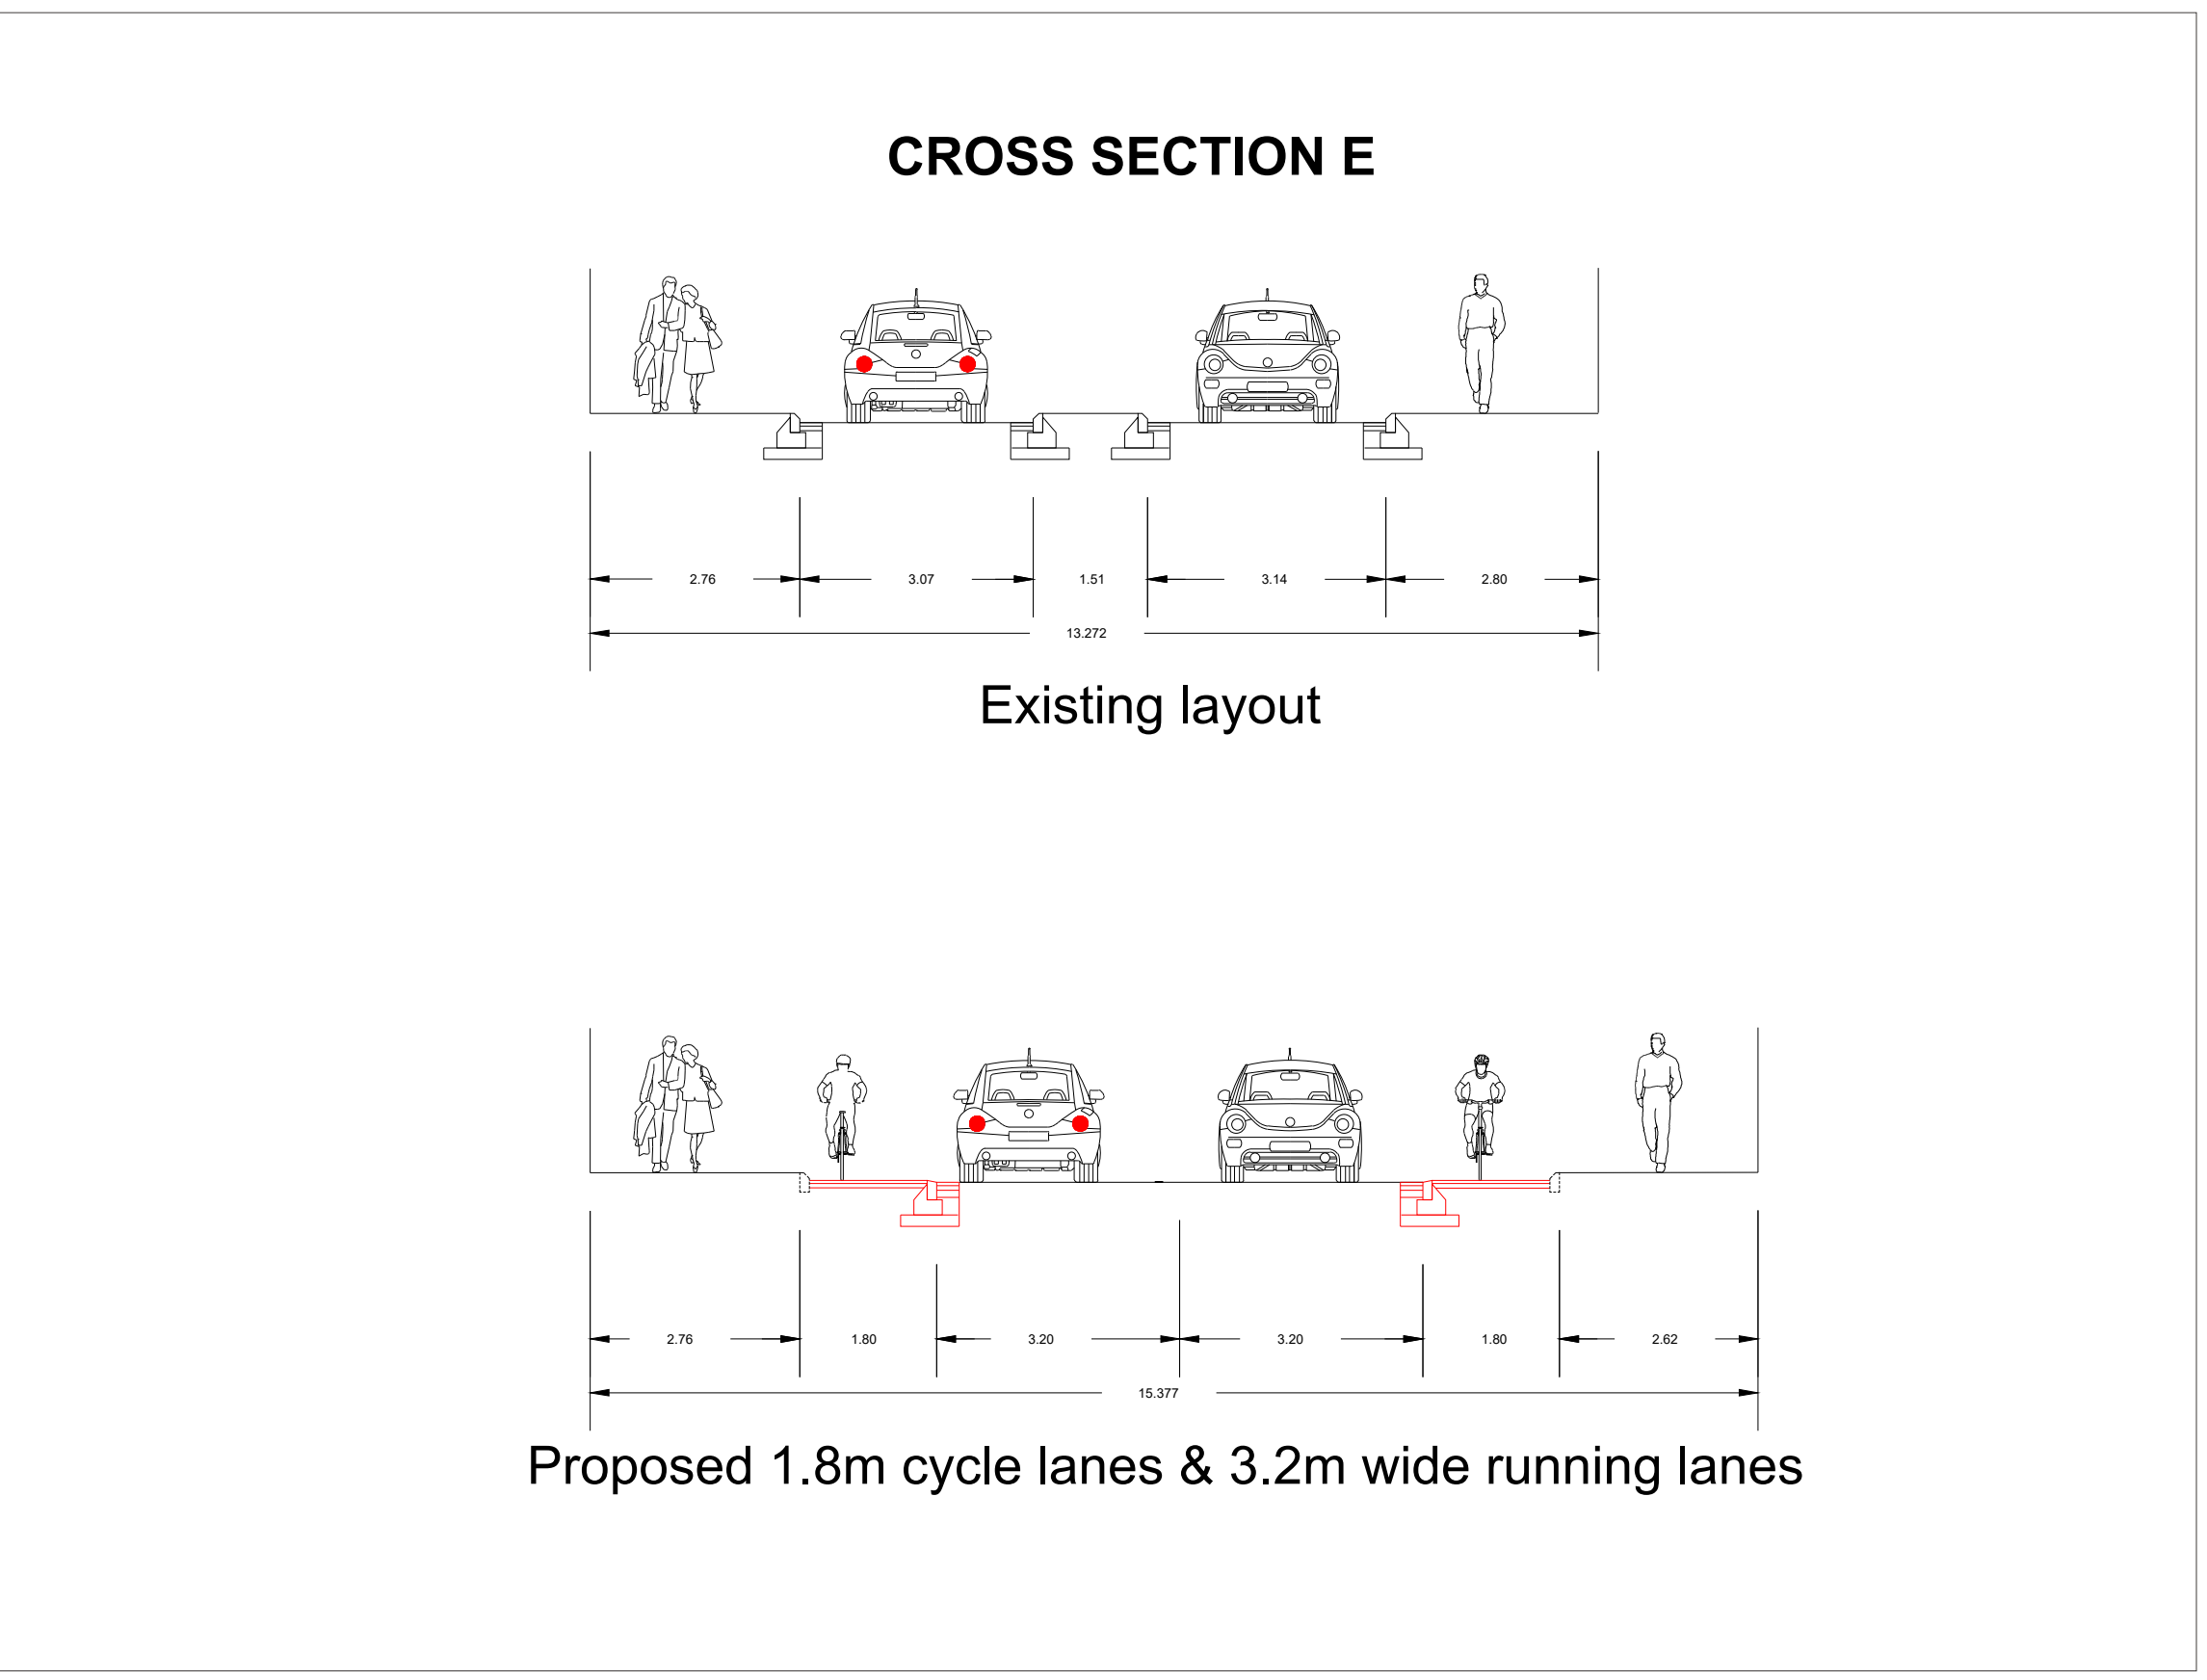 CROSS SECTION E
2.76 3.07 1.51 3.14 2.80
13.272
Existing layout
2.76 1.80 3.20 3.20 1.80 2.62
15.377
Proposed 1.8m cycle lanes & 3.2m wide running lanes